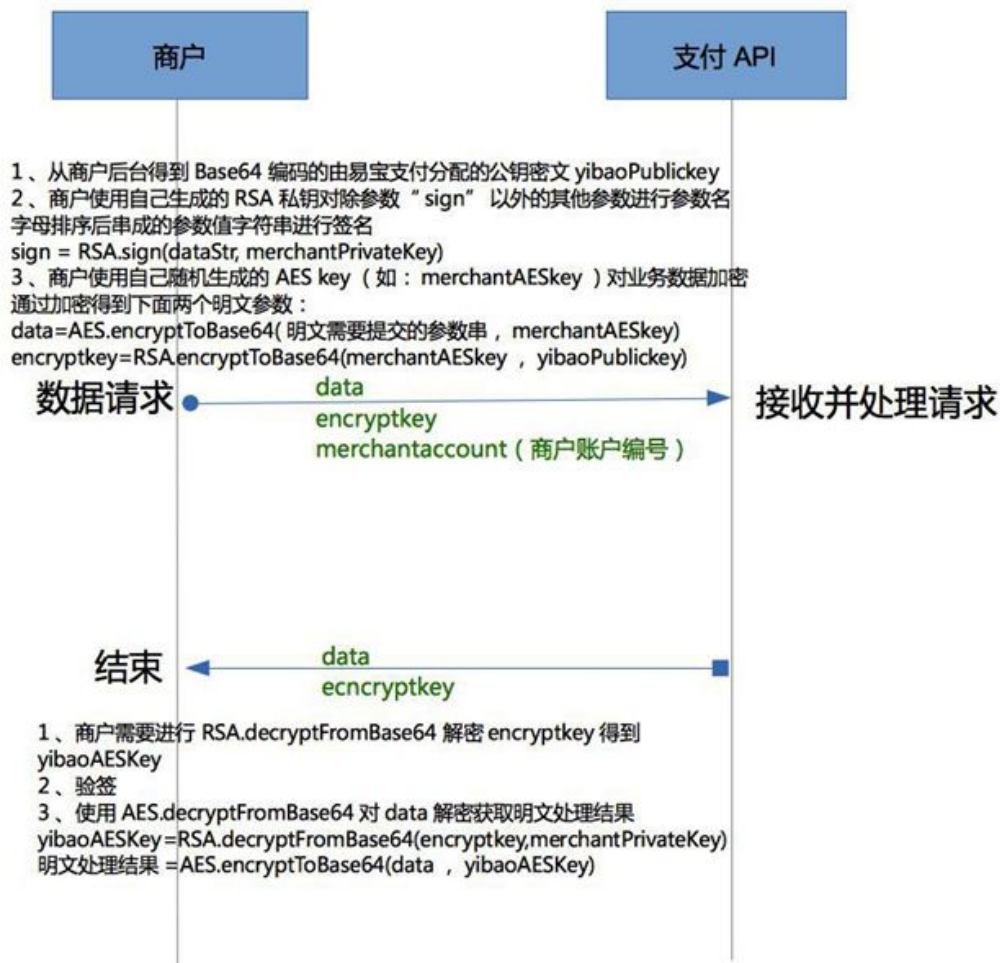 商户
支付 API
1、从商户后台得到 Base64 编码的由易宝支付分配的公钥密文 yibaoPublickey
2、商户使用自己生成的 RSA 私钥对除参数“ sign” 以外的其他参数进行参数名
字母排序后串成的参数值字符串进行签名
sign = RSA.sign(dataStr, merchantPrivateKey)
3、商户使用自己随机生成的 AES key（如： merchantAESkey ）对业务数据加密
通过加密得到下面两个明文参数：
data=AES.encryptToBase64( 明文需要提交的参数串， merchantAESkey)
encryptkey=RSA.encryptToBase64(merchantAESkey ， yibaoPublickey)
数据请求
data
encryptkey
merchantaccount（商户账户编号）
接收并处理请求
结束
data
ecncryptkey
1、商户需要进行 RSA.decryptFromBase64 解密 encryptkey 得到
yibaoAESKey
2、验签
3、使用 AES.decryptFromBase64 对 data 解密获取明文处理结果
yibaoAESKey=RSA.decryptFromBase64(encryptkey,merchantPrivateKey)
明文处理结果 =AES.encryptToBase64(data ， yibaoAESKey)